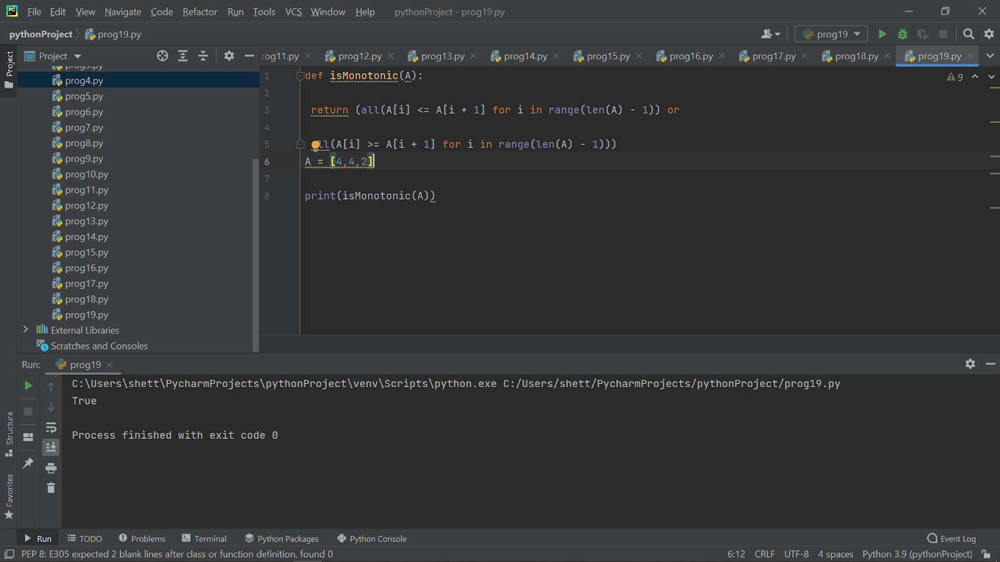 PC File Edit View Navigate Code Refactor Run Tools VCS Window Help pythonProject - prog19.py
pythonProject prog19.py prog19
Project rog11.py prog12.py prog13.py prog14.py prog15.py prog16.py prog17.py prog18.py prog19.py
Project
prog3.py
prog4.py
prog5.py
prog6.py
prog7.py
prog8.py
prog9.py
prog10.py
prog11.py
prog12.py
prog13.py
prog14.py
prog15.py
prog16.py
prog17.py
prog18.py
prog19.py
External Libraries
Scratches and Consoles
1 def isMonotonic(A):
2
3 return (all(A[i] <= A[i + 1] for i in range(len(A) - 1)) or
4
5 ll(A[i] >= A[i + 1] for i in range(len(A) - 1)))
6 A = [4,4,2]
7
8 print(isMonotonic(A))
9
Run: prog19
C:\Users\shett\PycharmProjects\pythonProject\venv\Scripts\python.exe C:/Users/shett/PycharmProjects/pythonProject/prog19.py
True
Process finished with exit code 0
Structure
Favorites
Run TODO Problems Terminal Python Packages Python Console Event Log
PEP 8: E305 expected 2 blank lines after class or function definition, found 0 6:12 CRLF UTF-8 4 spaces Python 3.9 (pythonProject)